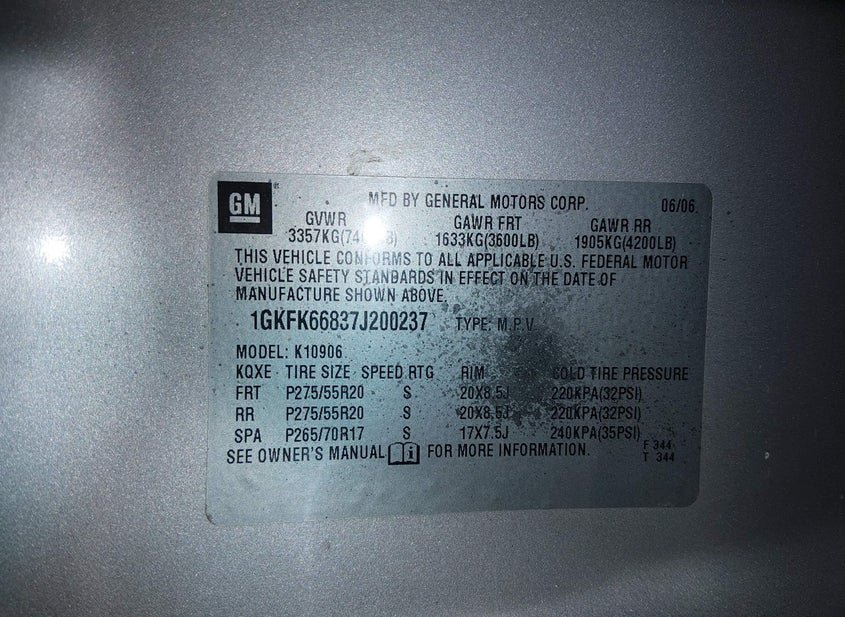 GM MFD BY GENERAL MOTORS CORP. 06/06
GVWR GAWR FRT GAWR RR
1633KG(3600LB) 1905KG(4200LB)
THIS VEHICLE CONFORMS TO ALL APPLICABLE U.S. FEDERAL MOTOR
VEHICLE SAFETY STANDARDS IN EFFECT ON THE DATE OF
MANUFACTURE SHOWN ABOVE.
1GKFK66837J200237 TYPE: M.P.V.
MODEL: K10906
KQXE TIRE SIZE SPEED RTG RIM COLD TIRE PRESSURE
FRT P275/55R20 S 20X8.5J 220KPA(32PSI)
RR P275/55R20 S 20X8.5J 220KPA(32PSI)
SPA P265/70R17 S 17X7.5J 240KPA(35PSI)
SEE OWNER'S MANUAL i FOR MORE INFORMATION.
F 344
T 344